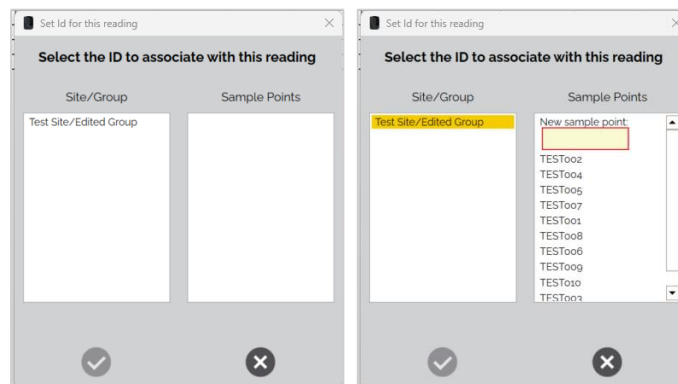 Set Id for this reading
Select the ID to associate with this reading
Site/Group
Sample Points
Test Site/Edited Group
Set Id for this reading
Select the ID to associate with this reading
Site/Group
Sample Points
Test Site/Edited Group
New sample point:
TEST002
TEST004
TEST005
TEST007
TEST001
TEST008
TEST006
TEST009
TEST010
TEST003